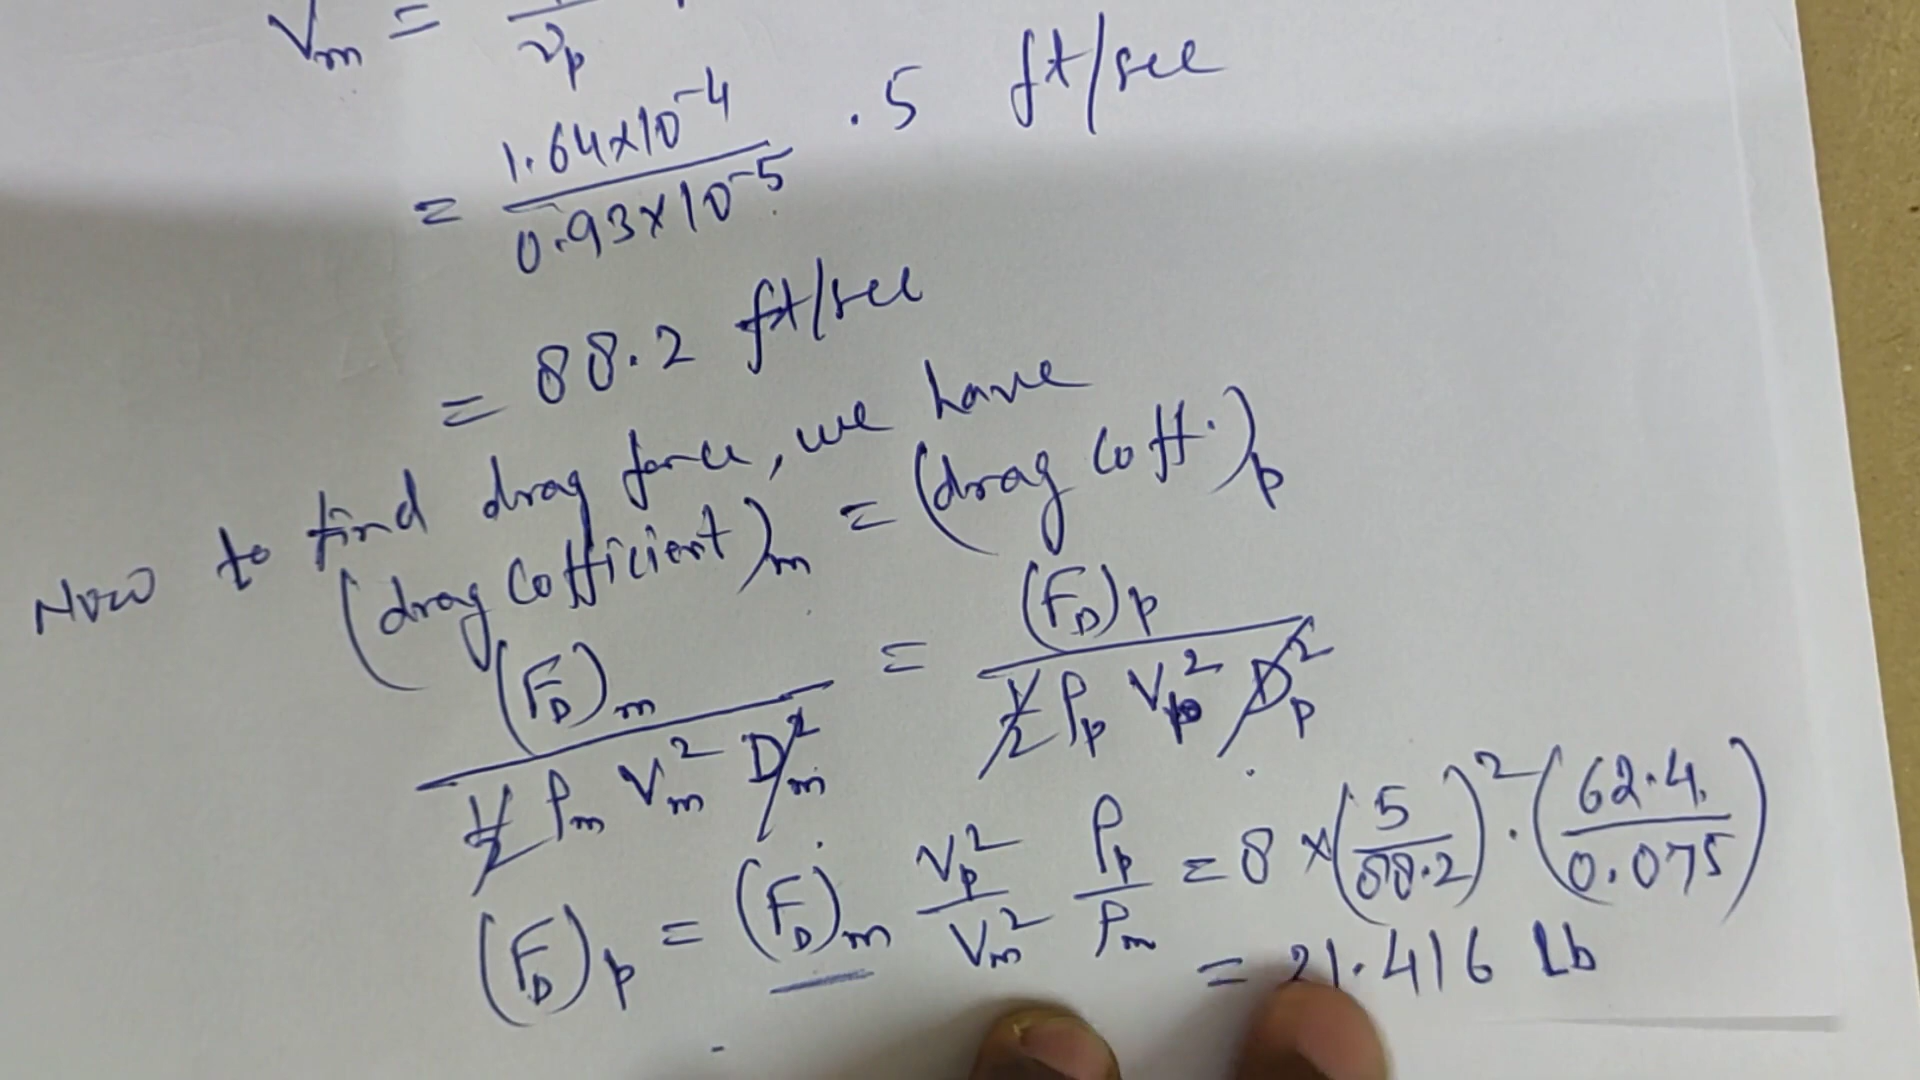 Vm = / νp
= 1.64×10^-4 / 0.93×10^-5 . 5 ft/sec
= 88.2 ft/sec
Now to find drag force, we have
(drag Cofficient)m = (drag Coff.)p
(FD)m / ½ ρm Vm² Dm² = (FD)p / ½ ρp Vp² Dp²
(FD)p = (FD)m Vp²/Vm² ρp/ρm = 8 × (5/88.2)² . (62.4/0.075)
= 21.416 Lb